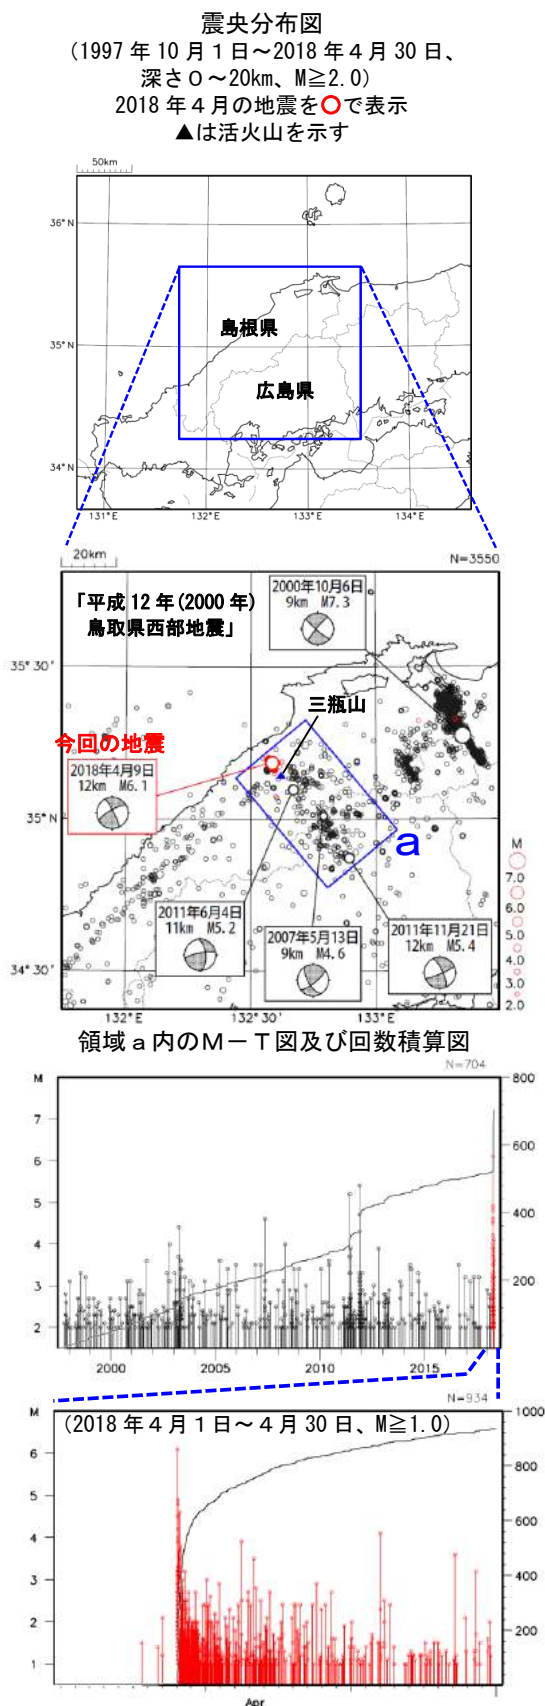 震央分布図
(1997年10月1日～2018年4月30日、
深さ0～20km、M≧2.0)
2018年4月の地震を○で表示
▲は活火山を示す
50km
36°N
35°N
34°N
島根県
広島県
131°E
132°E
133°E
134°E
20km
N=3550
「平成12年(2000年)
鳥取県西部地震」
2000年10月6日
9km M7.3
35°30'
三瓶山
今回の地震
2018年4月9日
12km M6.1
35°N
a
2011年6月4日
11km M5.2
2007年5月13日
9km M4.6
2011年11月21日
12km M5.4
34°30'
M
7.0
6.0
5.0
4.0
3.0
2.0
132°E
132°30'
133°E
領域a内のM－T図及び回数積算図
N=704
M
7
6
5
4
3
2
800
600
400
200
2000
2005
2010
2015
N=934
M
(2018年4月1日～4月30日、M≧1.0)
6
5
4
3
2
1
1000
800
600
400
200
Apr